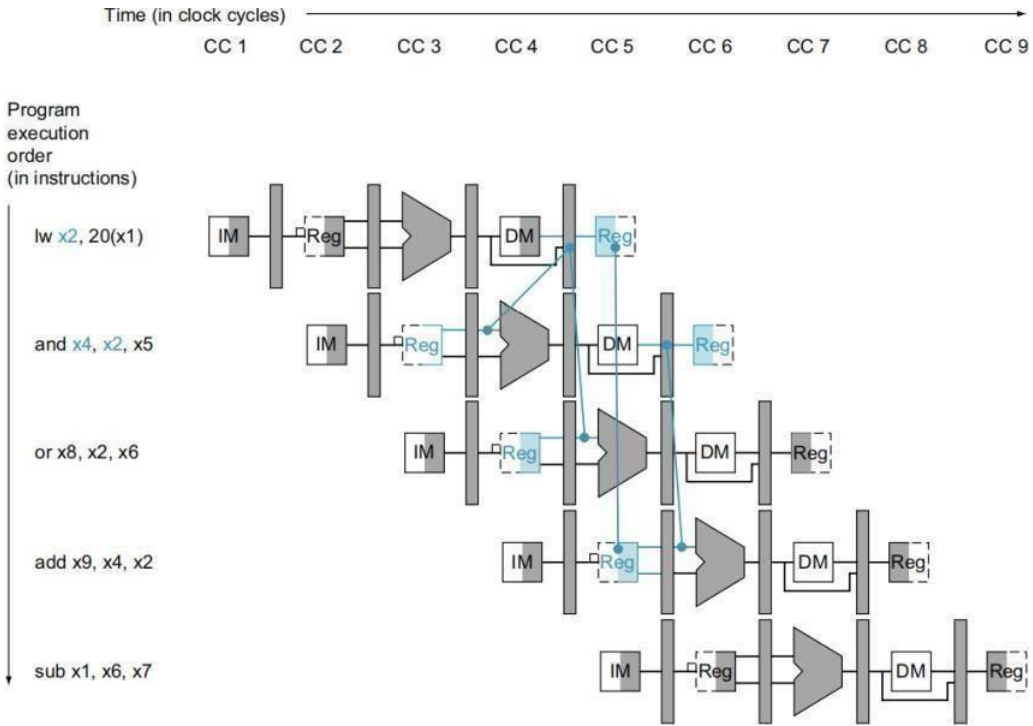 Time (in clock cycles)
CC 1 CC 2 CC 3 CC 4 CC 5 CC 6 CC 7 CC 8 CC 9
Program
execution
order
(in instructions)
lw x2, 20(x1) IM Reg DM Reg
and x4, x2, x5 IM Reg DM Reg
or x8, x2, x6 IM Reg DM Reg
add x9, x4, x2 IM Reg DM Reg
sub x1, x6, x7 IM Reg DM Reg